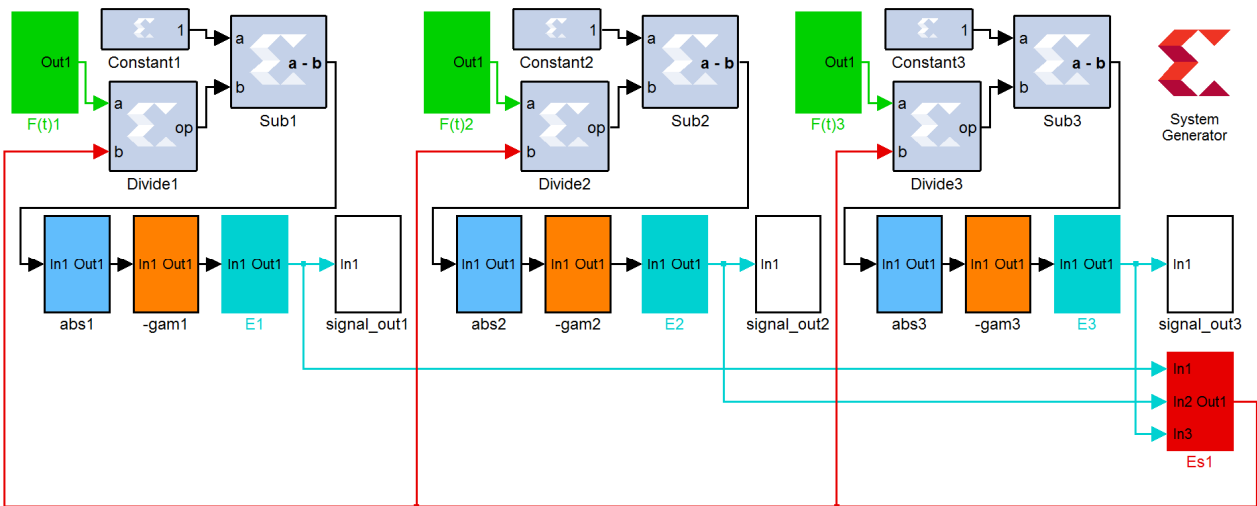 1
Constant1
a
b
a - b
Sub1
Out1
F(t)1
a
b
op
Divide1
1
Constant2
a
b
a - b
Sub2
Out1
F(t)2
a
b
op
Divide2
1
Constant3
a
b
a - b
Sub3
Out1
F(t)3
a
b
op
Divide3
System
Generator
In1 Out1
abs1
In1 Out1
-gam1
In1 Out1
E1
In1
signal_out1
In1 Out1
abs2
In1 Out1
-gam2
In1 Out1
E2
In1
signal_out2
In1 Out1
abs3
In1 Out1
-gam3
In1 Out1
E3
In1
signal_out3
In1
In2 Out1
In3
Es1